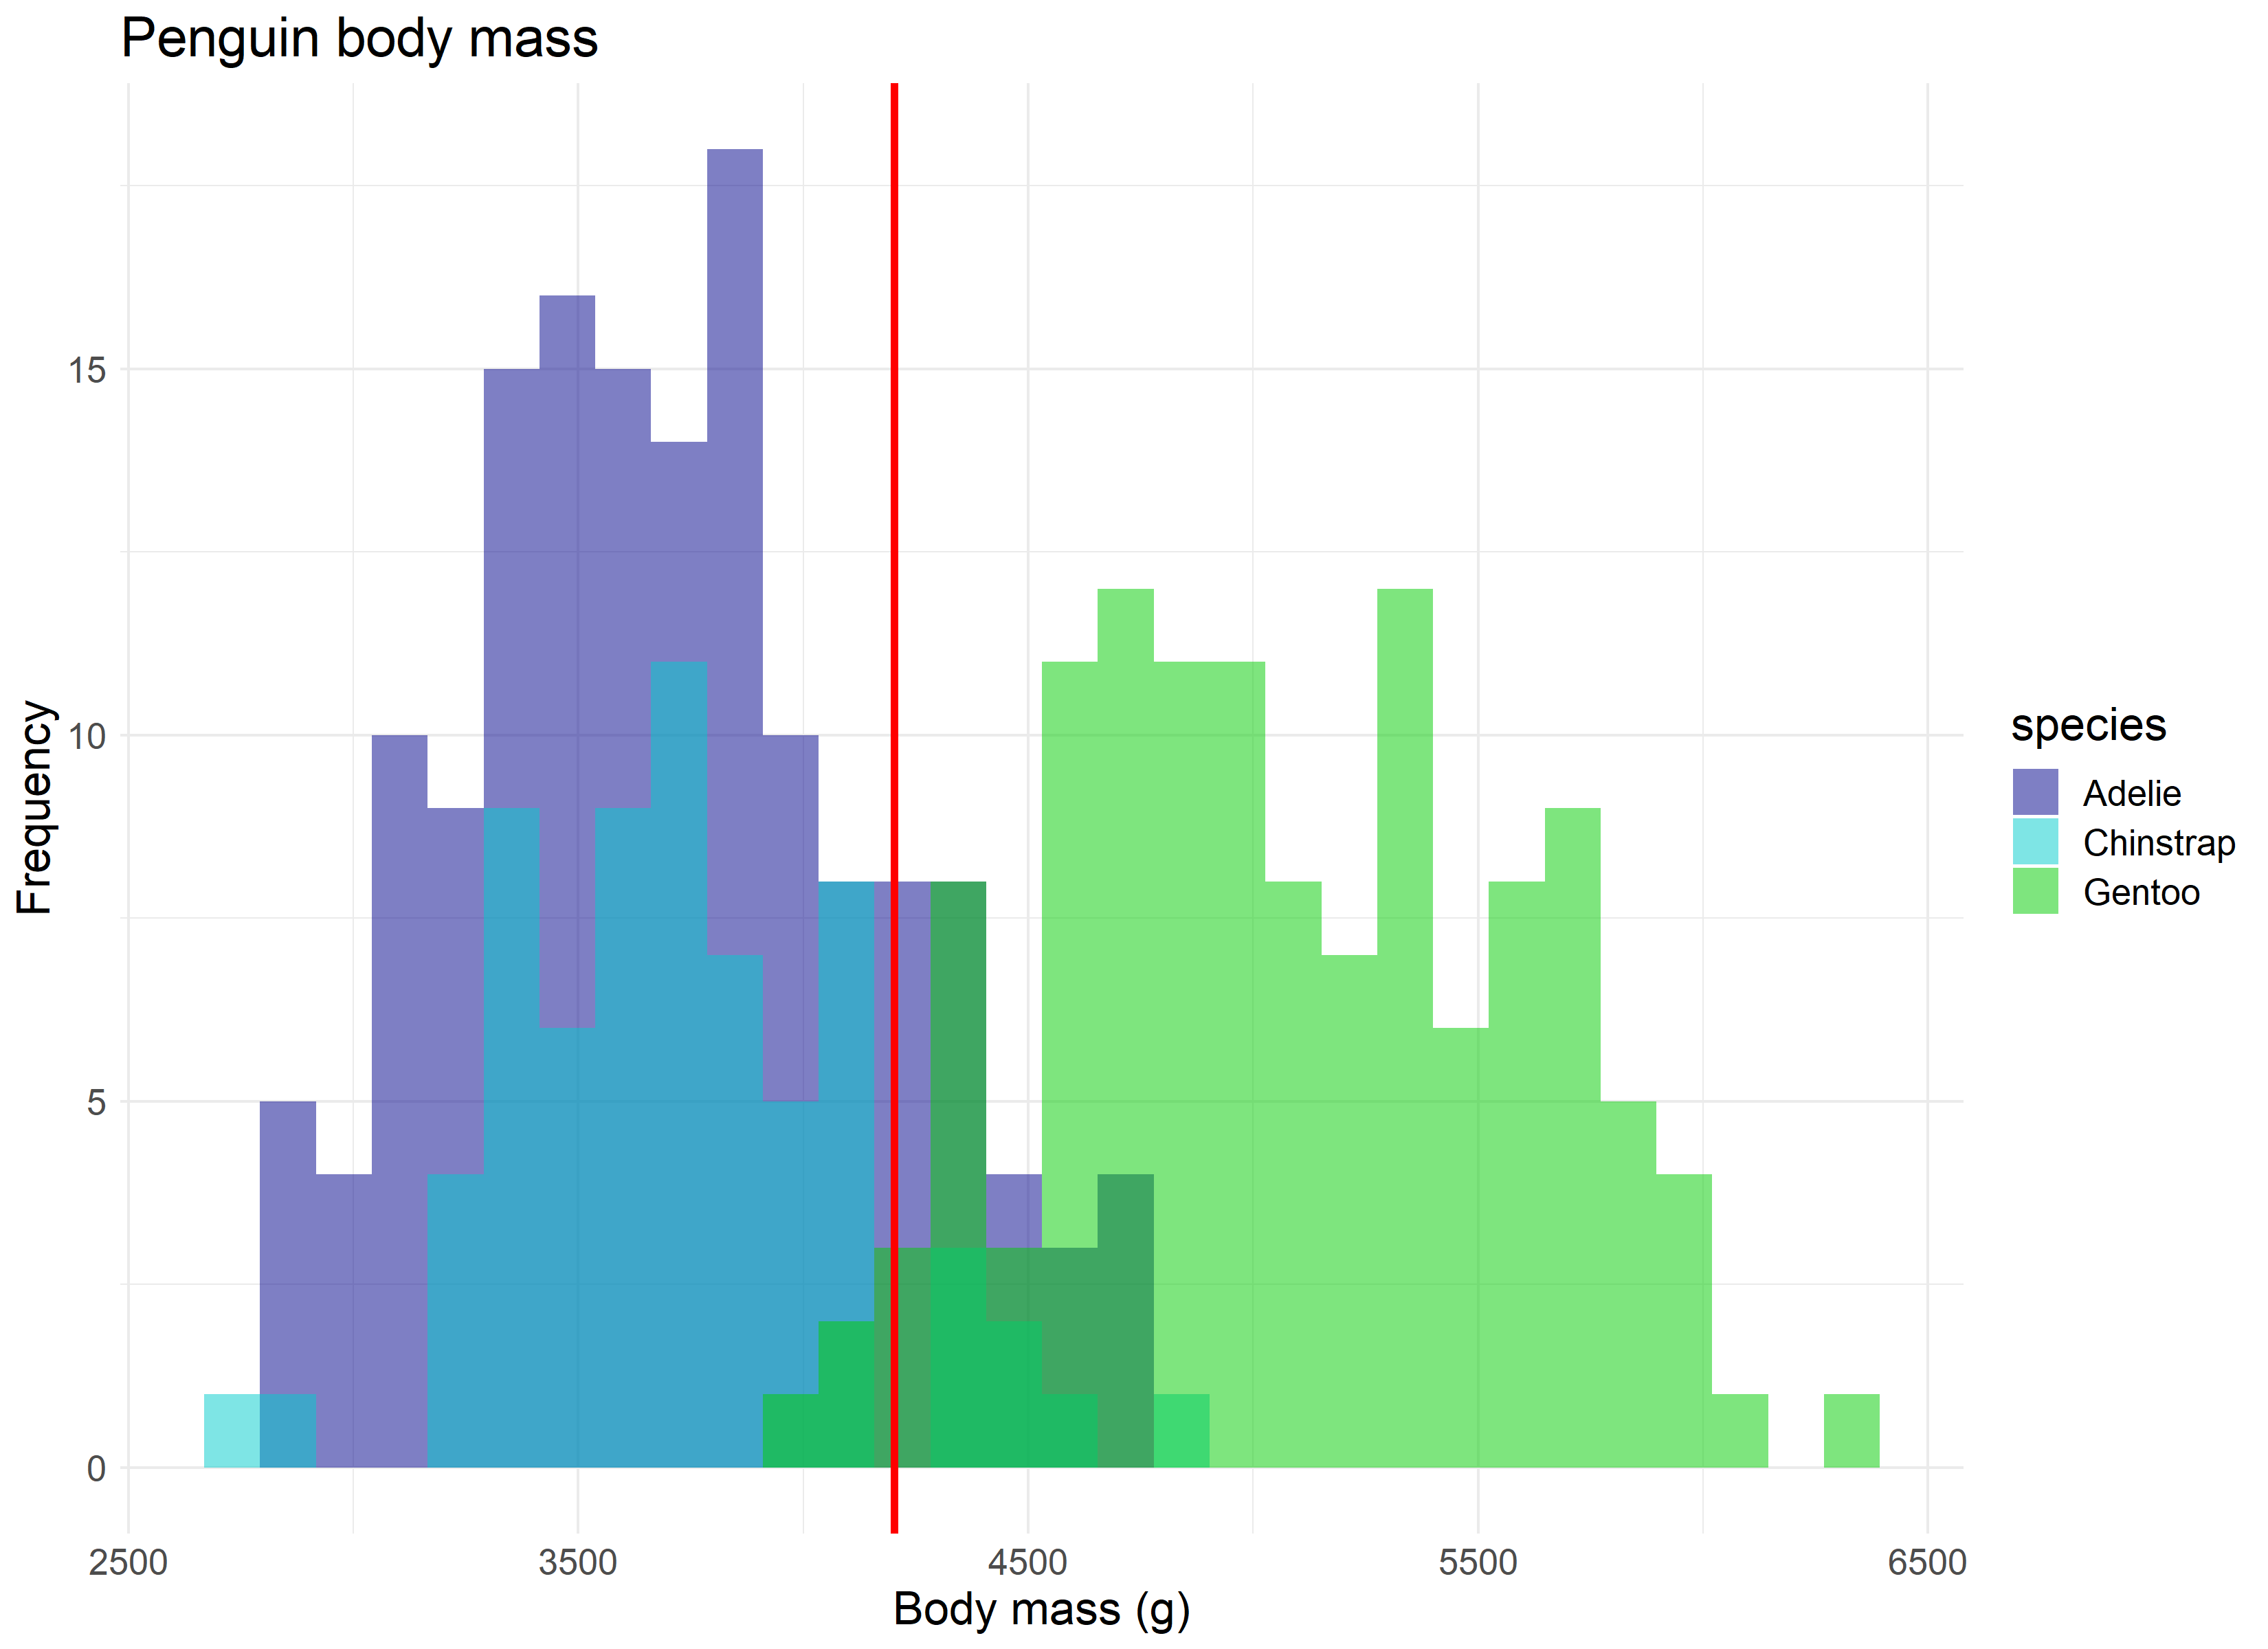 Penguin body mass
15
10
5
0
Frequency
2500 3500 4500 5500 6500
Body mass (g)
species
Adelie
Chinstrap
Gentoo